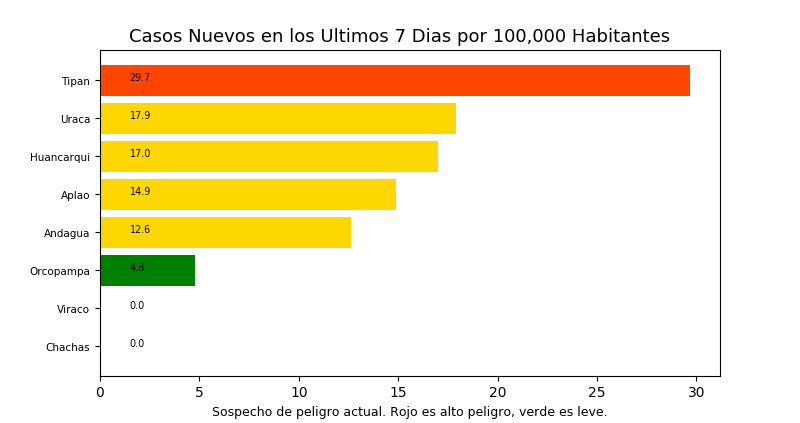 Casos Nuevos en los Ultimos 7 Dias por 100,000 Habitantes
Tipan 29.7
Uraca 17.9
Huancarqui 17.0
Aplao 14.9
Andagua 12.6
Orcopampa 4.8
Viraco 0.0
Chachas 0.0
0 5 10 15 20 25 30
Sospecho de peligro actual. Rojo es alto peligro, verde es leve.